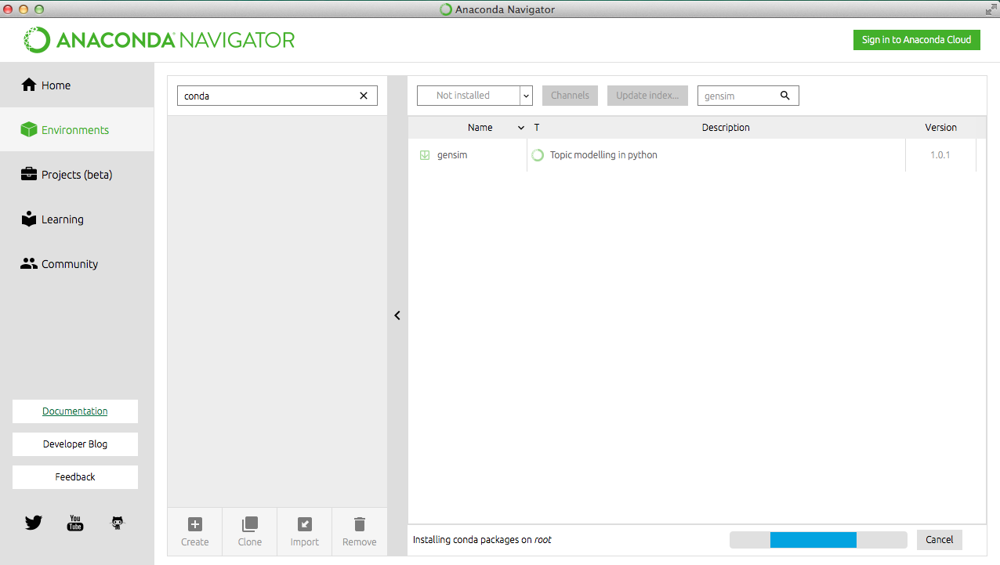 Anaconda Navigator
ANACONDA NAVIGATOR
Sign in to Anaconda Cloud
Home
Environments
Projects (beta)
Learning
Community
Documentation
Developer Blog
Feedback
You
Tube
conda
Create
Clone
Import
Remove
Not installed
Channels
Update index...
gensim
Name
T
Description
Version
gensim
Topic modelling in python
1.0.1
Installing conda packages on root
Cancel